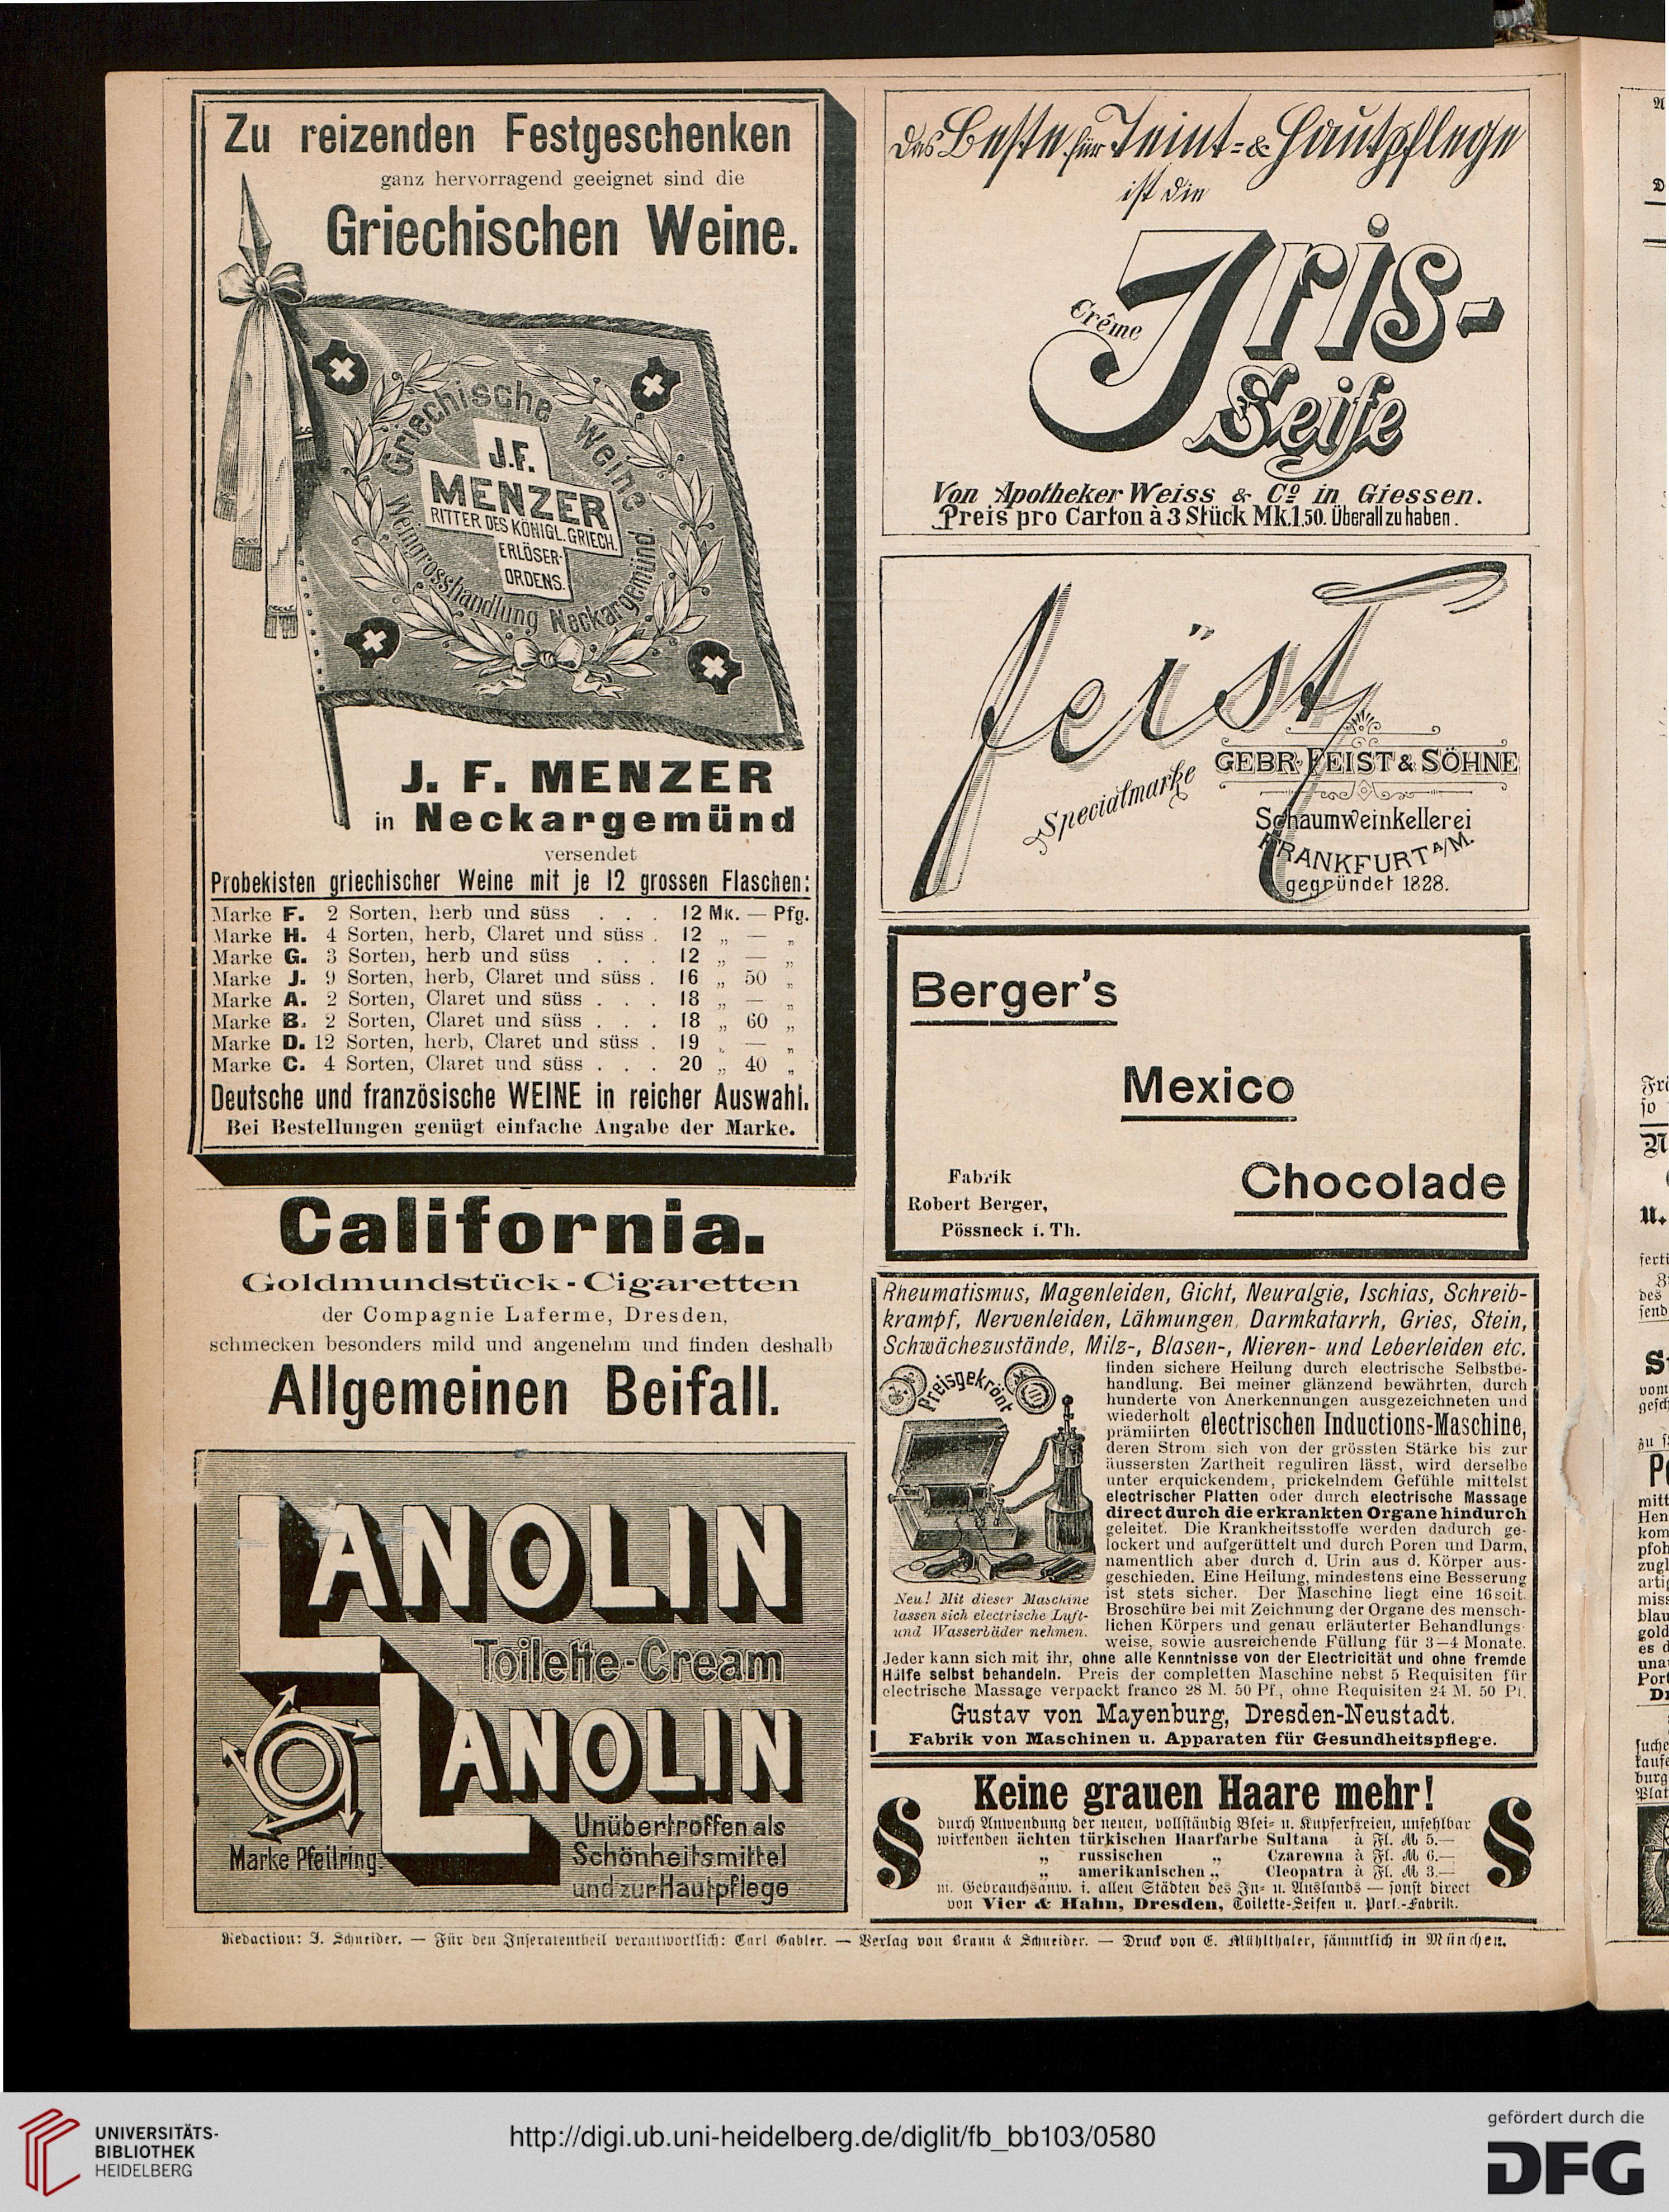 Zu reizenden Festgeschenken
ganz hervorragend geeignet sind die
Griechischen Weine.
Griechische Weine
J.F.
MENZER
RITTER DES KÖNIGL. GRIECH.
ERLÖSER-
ORDENS.
Weingrosshandlung Neckargemünd.
J. F. MENZER
in Neckargemünd
versendet
Probekisten griechischer Weine mit je 12 grossen Flaschen:
Marke F. 2 Sorten, herb und süss . . . 12 Mk. — Pfg.
Marke H. 4 Sorten, herb, Claret und süss . 12 „ — „
Marke G. 3 Sorten, herb und süss . . . 12 „ — „
Marke J. 9 Sorten, herb, Claret und süss . 16 „ 50 „
Marke A. 2 Sorten, Claret und süss . . . 18 „ — „
Marke B. 2 Sorten, Claret und süss . . . 18 „ 60 „
Marke D. 12 Sorten, herb, Claret und süss . 19 „ — „
Marke C. 4 Sorten, Claret und süss . . . 20 „ 40 „
Deutsche und französische WEINE in reicher Auswahl.
Bei Bestellungen genügt einfache Angabe der Marke.
California.
Goldmundstück-Cigaretten
der Compagnie Laferme, Dresden,
schmecken besonders mild und angenehm und finden deshalb
Allgemeinen Beifall.
LANOLIN
Toilette-Cream
LANOLIN
Marke Pfeilring.
Unübertroffen als
Schönheitsmittel
und zur Hautpflege
Das Beste für Teint- & Hautpflege
ist die
Crême
Iris-
Seife
Von Apotheker Weiss & Co in Giessen.
Preis pro Carton à 3 Stück Mk.1.50. Überall zu haben.
feist
Specialmarke
GEBR. FEIST & SÖHNE
Schaumweinkellerei
FRANKFURT A/M.
gegründet 1828.
Berger's
Mexico
Chocolade
Fabrik
Robert Berger,
Pössneck i. Th.
Rheumatismus, Magenleiden, Gicht, Neuralgie, Ischias, Schreib-
krampf, Nervenleiden, Lähmungen, Darmkatarrh, Gries, Stein,
Schwächezustände, Milz-, Blasen-, Nieren- und Leberleiden etc.
Preisgekrönt
finden sichere Heilung durch electrische Selbstbe-
handlung. Bei meiner glänzend bewährten, durch
hunderte von Anerkennungen ausgezeichneten und
wiederholt prämiirten electrischen Inductions-Maschine,
deren Strom sich von der grössten Stärke bis zur
äussersten Zartheit reguliren lässt, wird derselbe
unter erquickendem, prickelndem Gefühle mittelst
electrischer Platten oder durch electrische Massage
direct durch die erkrankten Organe hindurch
geleitet. Die Krankheitsstoffe werden dadurch ge-
lockert und aufgerüttelt und durch Poren und Darm,
namentlich aber durch d. Urin aus d. Körper aus-
geschieden. Eine Heilung, mindestens eine Besserung
ist stets sicher. Der Maschine liegt eine 16 seit.
Broschüre bei mit Zeichnung der Organe des mensch-
lichen Körpers und genau erläuterter Behandlungs-
weise, sowie ausreichende Füllung für 3—4 Monate.
Neu! Mit dieser Maschine
lassen sich electrische Luft-
und Wasserbäder nehmen.
Jeder kann sich mit ihr, ohne alle Kenntnisse von der Electricität und ohne fremde
Hülfe selbst behandeln. Preis der completten Maschine nebst 5 Requisiten für
electrische Massage verpackt franco 28 M. 50 Pf., ohne Requisiten 24 M. 50 Pf.
Gustav von Mayenburg, Dresden-Neustadt.
Fabrik von Maschinen u. Apparaten für Gesundheitspflege.
§ Keine grauen Haare mehr! §
durch Anwendung der neuen, vollständig Blei- u. Kupferfreien, unfehlbar
wirkenden ächten türkischen Haarfarbe Sultana à Fl. M 5.—
„ russischen „ Czarewna à Fl. M 6.—
„ amerikanischen „ Cleopatra à Fl. M 3.—
m. Gebrauchsanw. i. allen Städten des In- u. Auslands — sonst direct
von Vier & Hahn, Dresden, Toilette-Seifen u. Parf.-Fabrik.
Redaction: J. Schneider. — Für den Inseratentheil verantwortlich: Carl Gabler. — Verlag von Braun & Schneider. — Druck von E. Mühlthaler, sämmtlich in München.
UNIVERSITÄTS-
BIBLIOTHEK
HEIDELBERG
http://digi.ub.uni-heidelberg.de/diglit/fb_bb103/0580
gefördert durch die
DFG